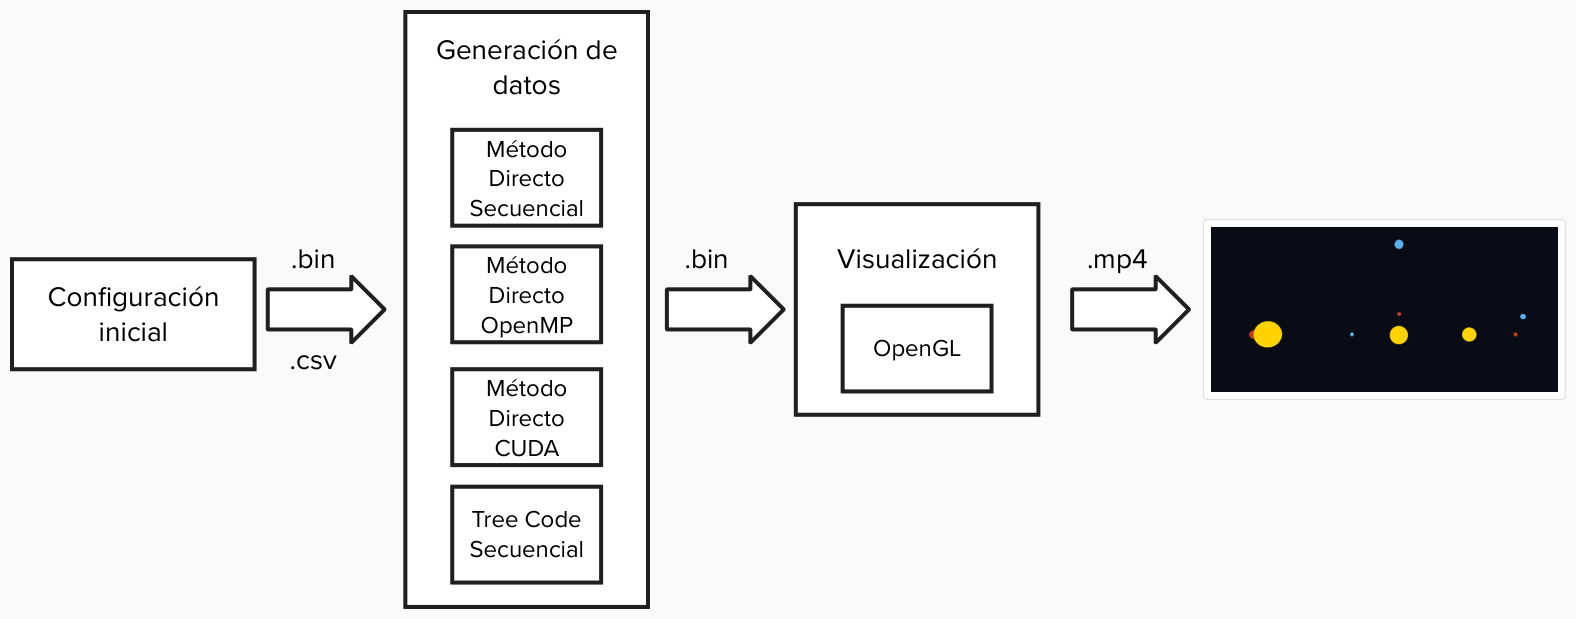 Configuración
inicial
.bin
.csv
Generación de
datos
Método
Directo
Secuencial
Método
Directo
OpenMP
Método
Directo
CUDA
Tree Code
Secuencial
.bin
Visualización
OpenGL
.mp4